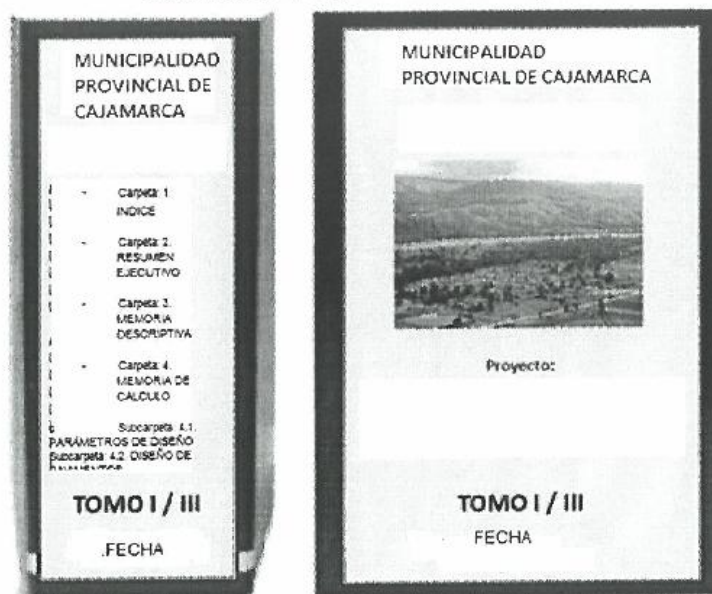 MUNICIPALIDAD
PROVINCIAL DE
CAJAMARCA
- Carpeta: 1.
INDICE
- Carpeta: 2.
RESUMEN
EJECUTIVO
- Carpeta: 3.
MEMORIA
DESCRIPTIVA
- Carpeta: 4.
MEMORIA DE
CALCULO
Subcarpeta: 4.1.
PARÁMETROS DE DISEÑO
Subcarpeta: 4.2. DISEÑO DE
TOMO I / III
.FECHA
MUNICIPALIDAD
PROVINCIAL DE CAJAMARCA
Proyecto:
TOMO I / III
FECHA